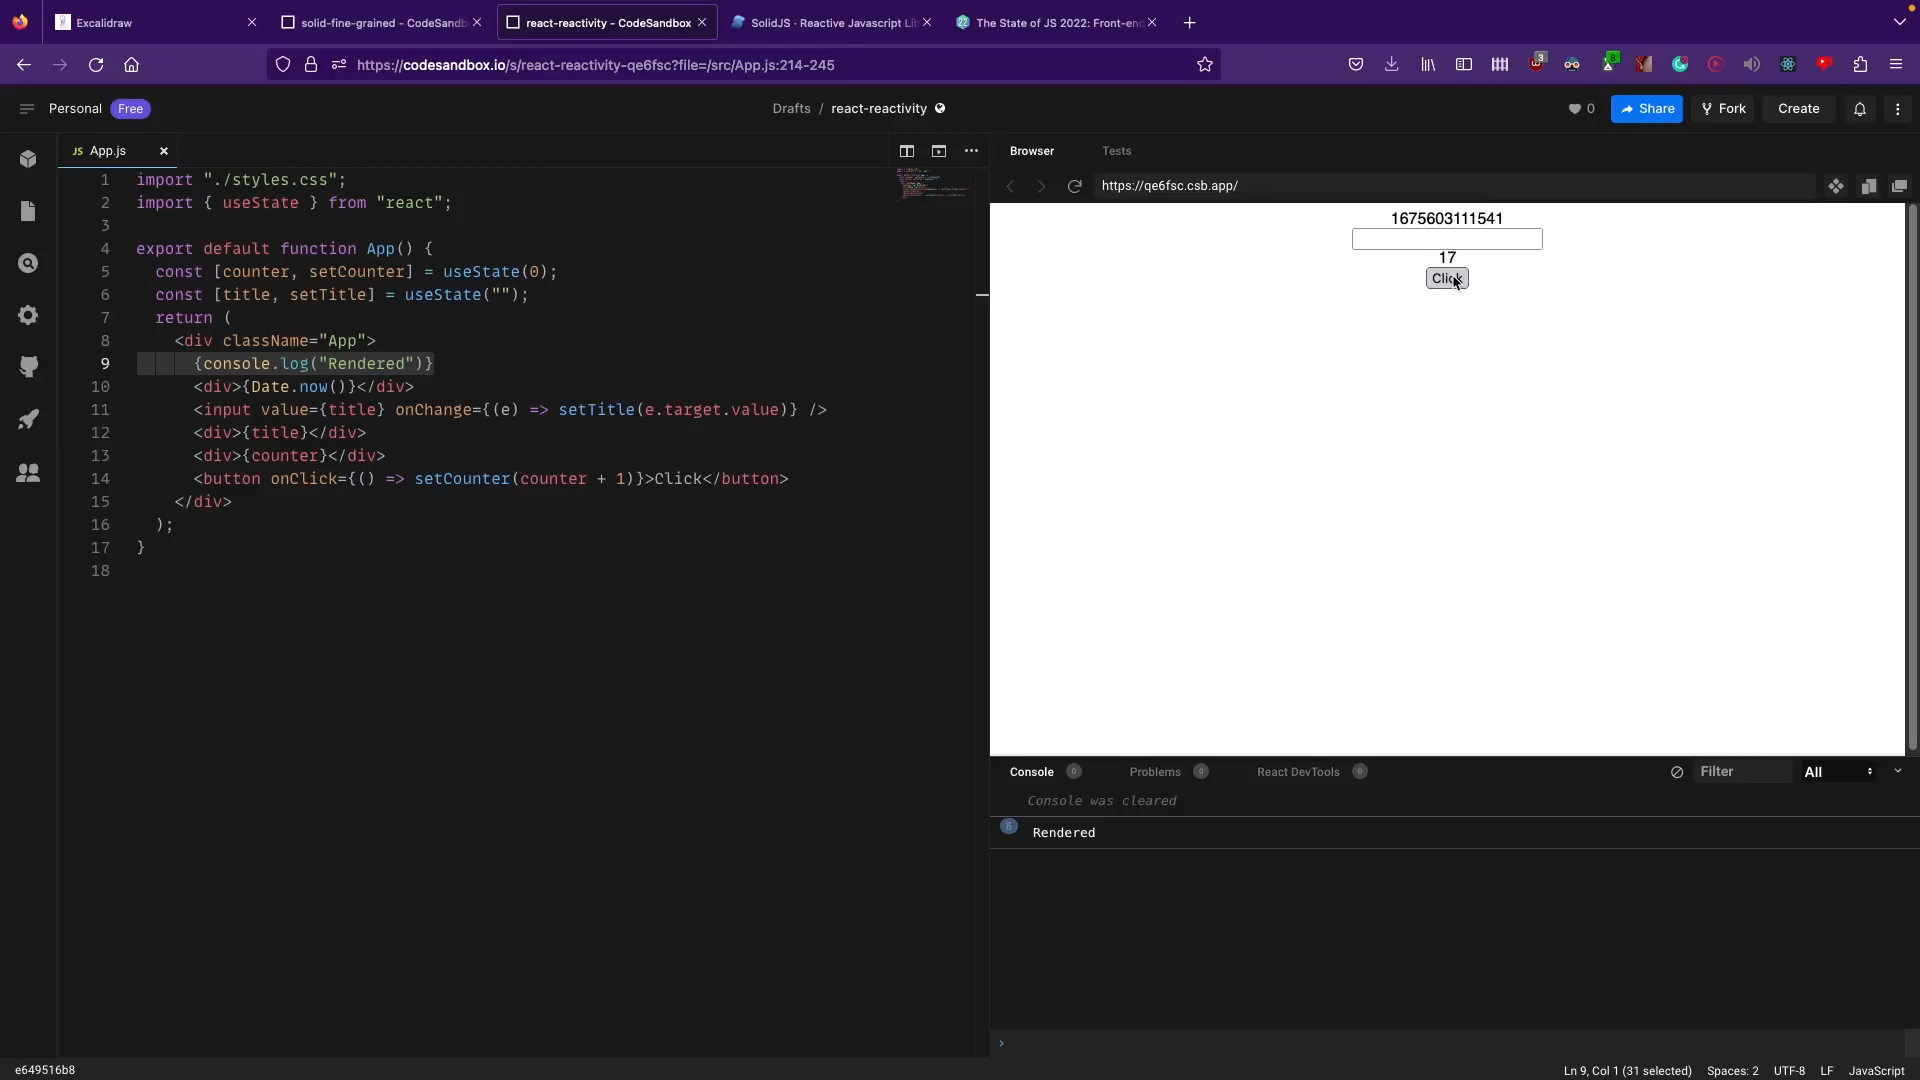 Excalidraw
solid-fine-grained - CodeSandb
react-reactivity - CodeSandbox
SolidJS · Reactive Javascript Lib
The State of JS 2022: Front-end
https://codesandbox.io/s/react-reactivity-qe6fsc?file=/src/App.js:214-245
3
8
Personal
Free
Drafts / react-reactivity
0
Share
Fork
Create
JS App.js
Browser
Tests
https://qe6fsc.csb.app/
1 import "./styles.css";
2 import { useState } from "react";
3
4 export default function App() {
5 const [counter, setCounter] = useState(0);
6 const [title, setTitle] = useState("");
7 return (
8 <div className="App">
9 {console.log("Rendered")}
10 <div>{Date.now()}</div>
11 <input value={title} onChange={(e) => setTitle(e.target.value)} />
12 <div>{title}</div>
13 <div>{counter}</div>
14 <button onClick={() => setCounter(counter + 1)}>Click</button>
15 </div>
16 );
17 }
18
1675603111541
17
Click
Console 0
Problems 0
React DevTools 0
Filter
All
Console was cleared
6 Rendered
e649516b8
Ln 9, Col 1 (31 selected)
Spaces: 2
UTF-8
LF
JavaScript